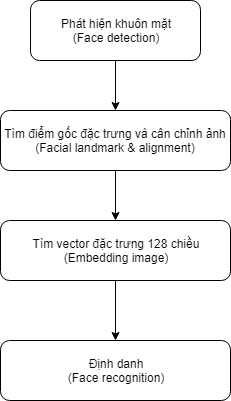 Phát hiện khuôn mặt
(Face detection)
Tìm điểm gốc đặc trưng và cân chỉnh ảnh
(Facial landmark & alignment)
Tìm vector đặc trưng 128 chiều
(Embedding image)
Định danh
(Face recognition)